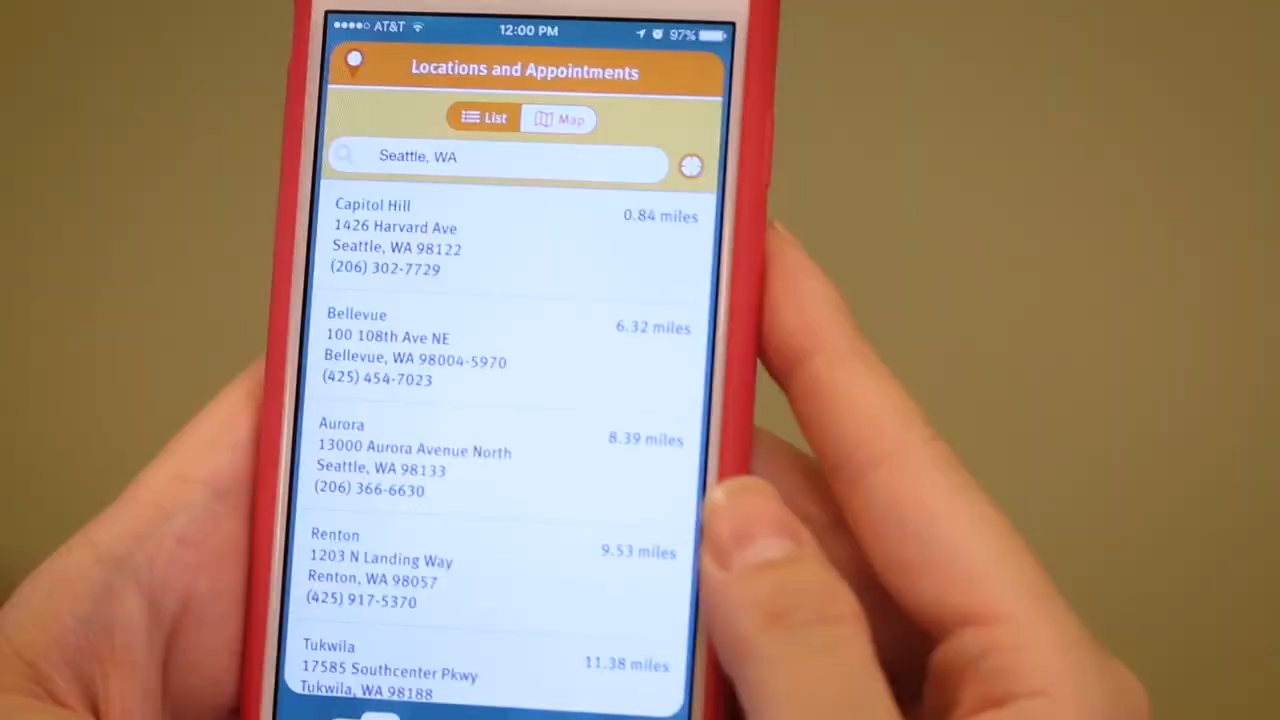 AT&T 12:00 PM 97%
Locations and Appointments
List Map
Seattle, WA
Capitol Hill 0.84 miles
1426 Harvard Ave
Seattle, WA 98122
(206) 302-7729
Bellevue 6.32 miles
100 108th Ave NE
Bellevue, WA 98004-5970
(425) 454-7023
Aurora 8.39 miles
13000 Aurora Avenue North
Seattle, WA 98133
(206) 366-6630
Renton 9.53 miles
1203 N Landing Way
Renton, WA 98057
(425) 917-5370
Tukwila 11.38 miles
17585 Southcenter Pkwy
Tukwila, WA 98188